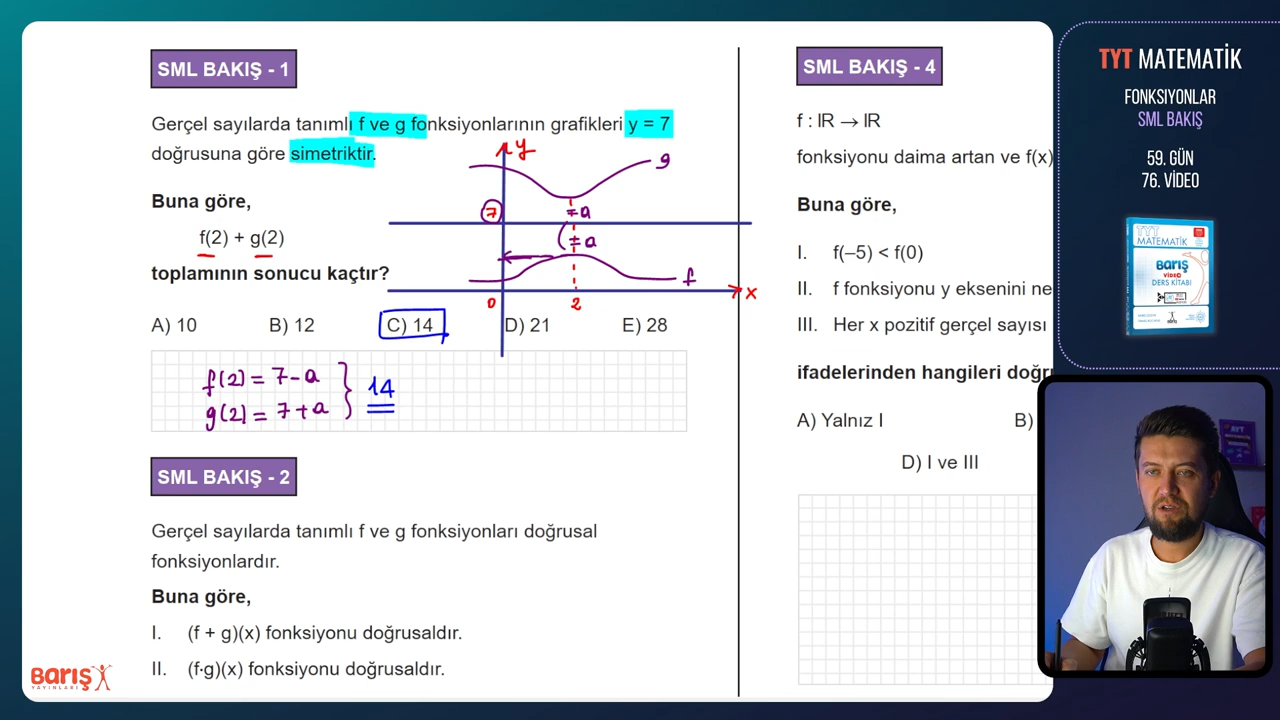 SML BAKIŞ - 1
Gerçel sayılarda tanımlı f ve g fonksiyonlarının grafikleri y = 7
doğrusuna göre simetriktir.
Buna göre,
f(2) + g(2)
toplamının sonucu kaçtır?
A) 10 B) 12 C) 14 D) 21 E) 28
y
g
7
=a
=a
f
0
2
x
f(2) = 7 - a
g(2) = 7 + a
14
SML BAKIŞ - 2
Gerçel sayılarda tanımlı f ve g fonksiyonları doğrusal
fonksiyonlardır.
Buna göre,
I. (f + g)(x) fonksiyonu doğrusaldır.
II. (f·g)(x) fonksiyonu doğrusaldır.
BARIŞ
YAYINLARI
SML BAKIŞ - 4
f : IR → IR
fonksiyonu daima artan ve f(x)
Buna göre,
I. f(–5) < f(0)
II. f fonksiyonu y eksenini ne
III. Her x pozitif gerçel sayısı
ifadelerinden hangileri doğr
A) Yalnız I B)
D) I ve III
TYT MATEMATİK
FONKSİYONLAR
SML BAKIŞ
59. GÜN
76. VİDEO
TYT
MATEMATİK
BARIŞ
VİDEO
DERS KİTABI